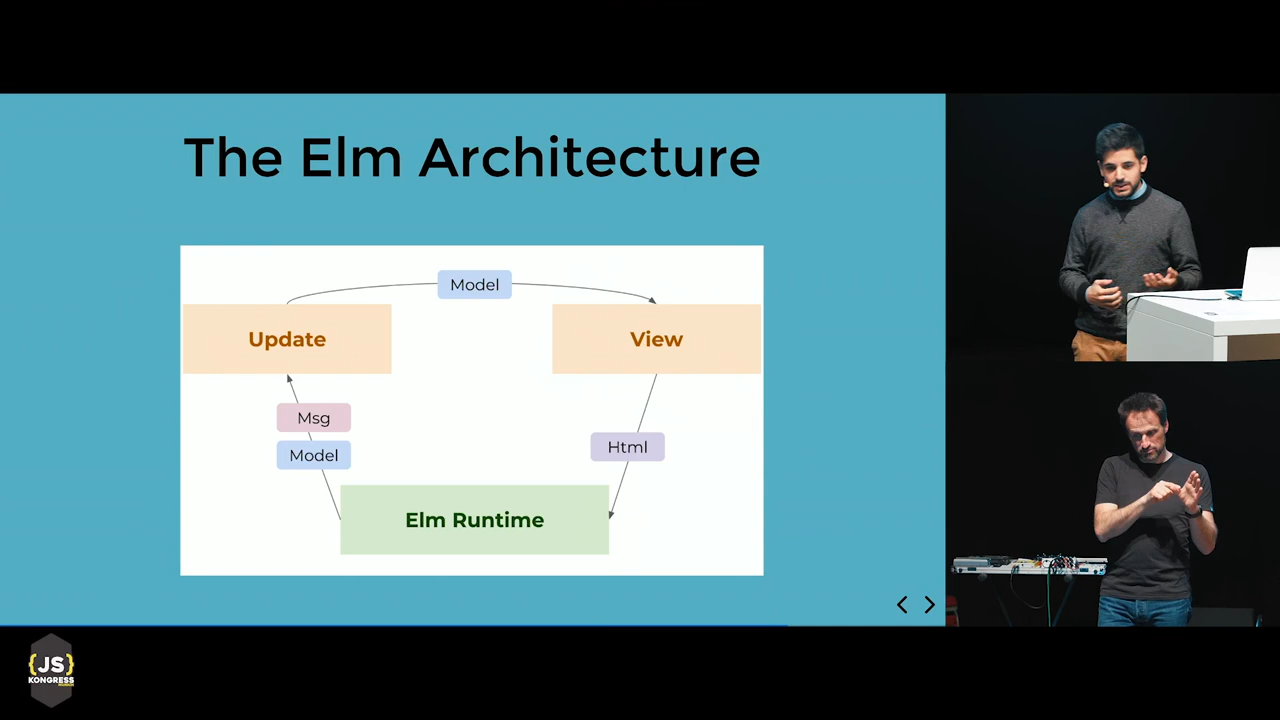 The Elm Architecture
Model
Update
View
Msg
Model
Html
Elm Runtime
{JS}
KONGRESS